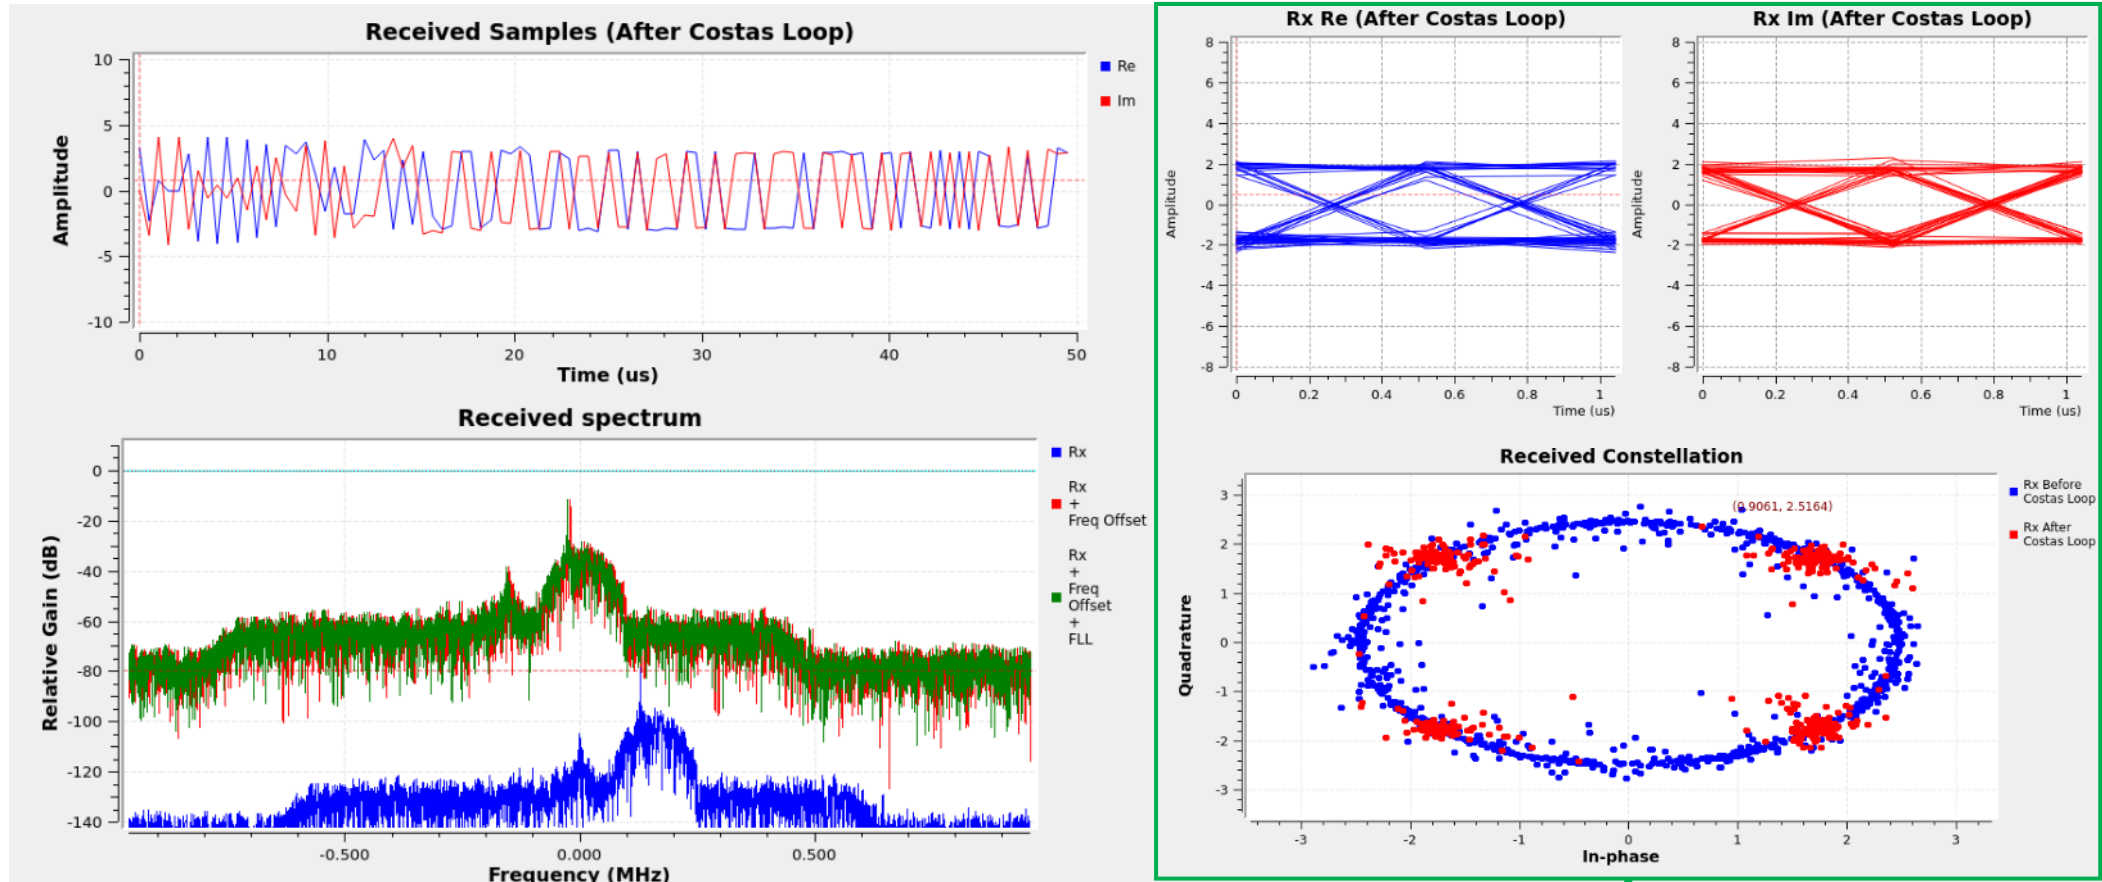 Received Samples (After Costas Loop)
10
5
0
-5
-10
Amplitude
0
10
20
30
40
50
Time (us)
Re
Im
Received spectrum
0
-20
-40
-60
-80
-100
-120
-140
Relative Gain (dB)
-0.500
0.000
0.500
Frequency (MHz)
Rx
Rx
+
Freq Offset
Rx
+
Freq
Offset
+
FLL
Rx Re (After Costas Loop)
8
6
4
2
0
-2
-4
-6
-8
Amplitude
0
0.2
0.4
0.6
0.8
1
Time (us)
Rx Im (After Costas Loop)
8
6
4
2
0
-2
-4
-6
-8
Amplitude
0
0.2
0.4
0.6
0.8
1
Time (us)
Received Constellation
3
2
1
0
-1
-2
-3
Quadrature
(0.9061, 2.5164)
-3
-2
-1
0
1
2
3
In-phase
Rx Before
Costas Loop
Rx After
Costas Loop